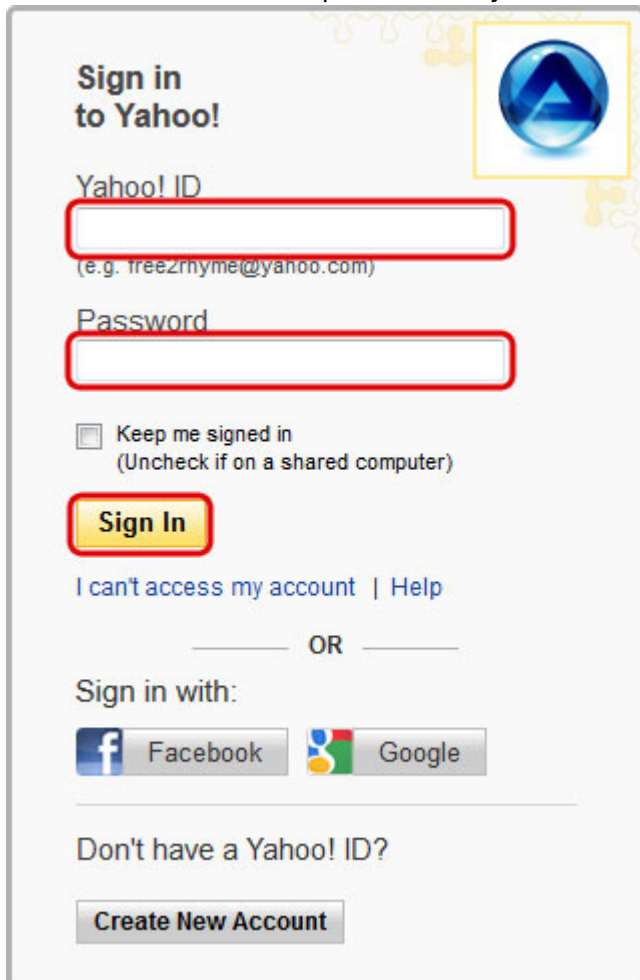 Sign in
to Yahoo!
Yahoo! ID
(e.g. free2rhyme@yahoo.com)
Password
Keep me signed in
(Uncheck if on a shared computer)
Sign In
I can't access my account | Help
OR
Sign in with:
Facebook Google
Don't have a Yahoo! ID?
Create New Account